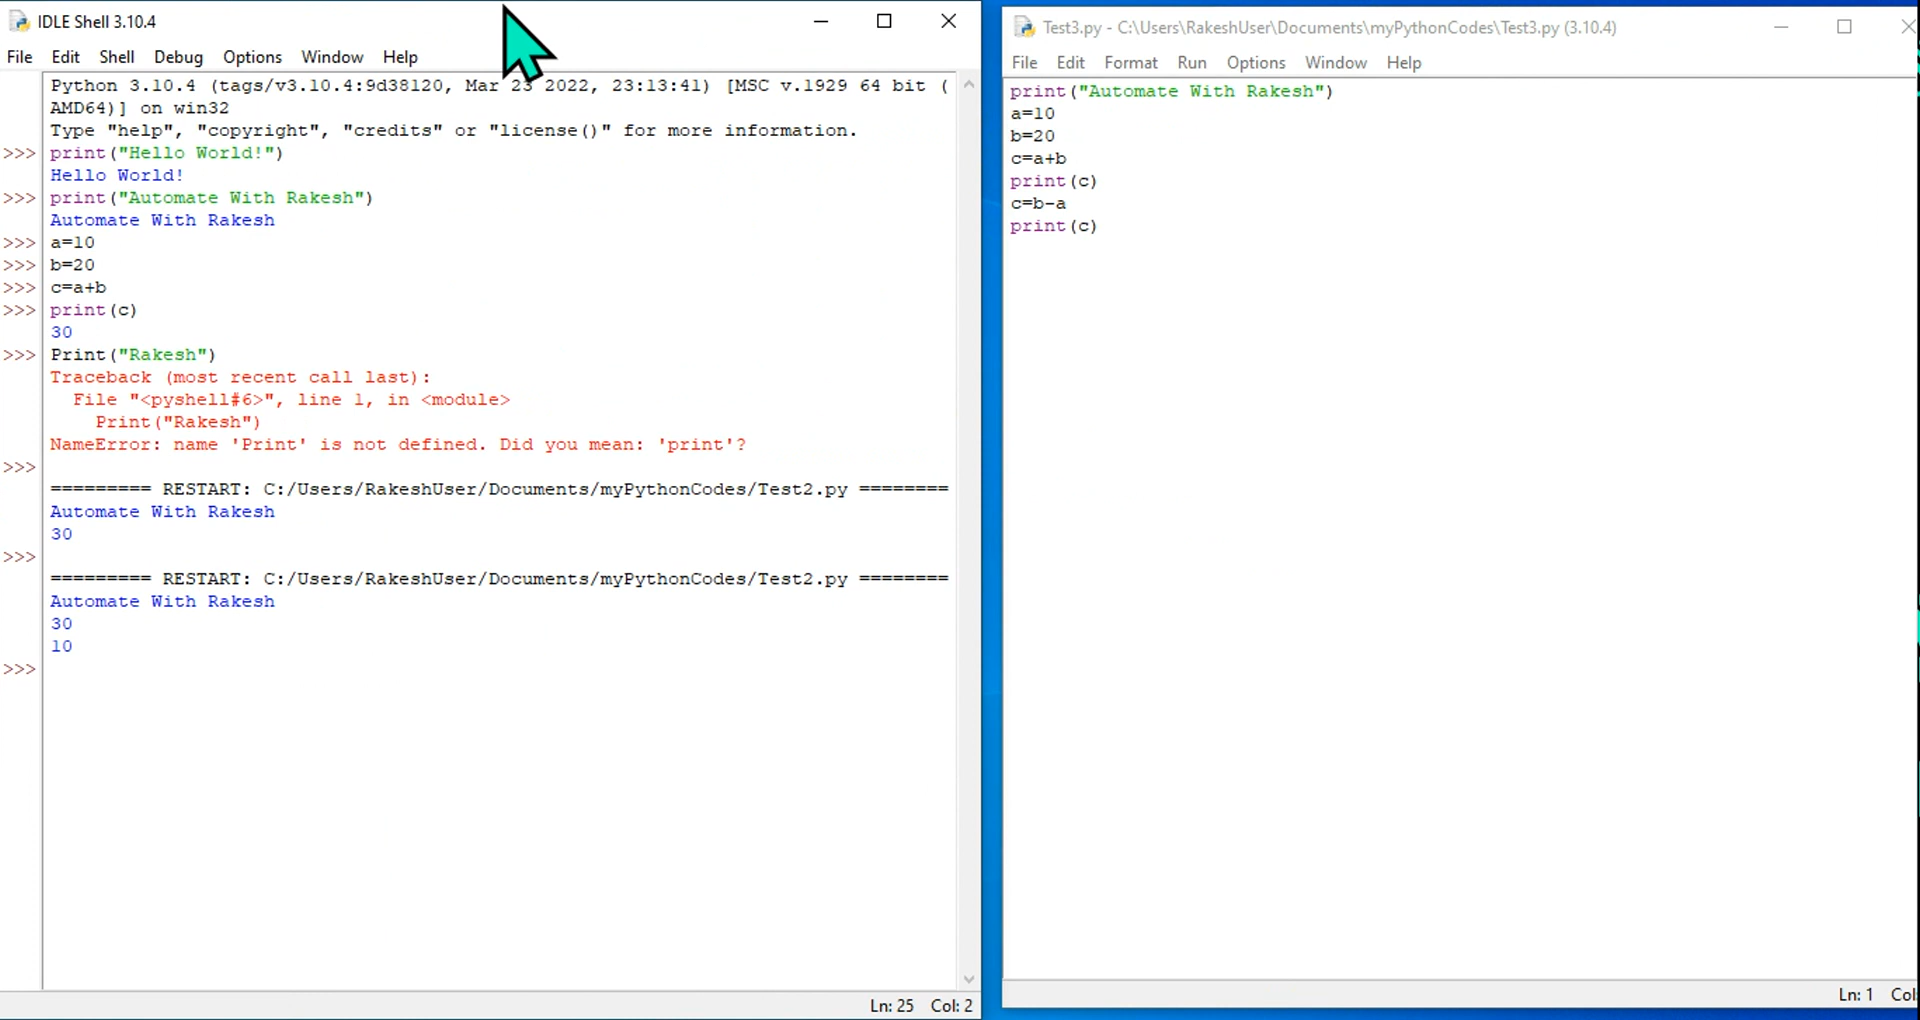 IDLE Shell 3.10.4
File Edit Shell Debug Options Window Help
Python 3.10.4 (tags/v3.10.4:9d38120, Mar 23 2022, 23:13:41) [MSC v.1929 64 bit (
AMD64)] on win32
Type "help", "copyright", "credits" or "license()" for more information.
>>> print("Hello World!")
Hello World!
>>> print("Automate With Rakesh")
Automate With Rakesh
>>> a=10
>>> b=20
>>> c=a+b
>>> print(c)
30
>>> Print("Rakesh")
Traceback (most recent call last):
  File "<pyshell#6>", line 1, in <module>
    Print("Rakesh")
NameError: name 'Print' is not defined. Did you mean: 'print'?
>>>
========= RESTART: C:/Users/RakeshUser/Documents/myPythonCodes/Test2.py ========
Automate With Rakesh
30
>>>
========= RESTART: C:/Users/RakeshUser/Documents/myPythonCodes/Test2.py ========
Automate With Rakesh
30
10
>>>
Ln: 25 Col: 2
Test3.py - C:\Users\RakeshUser\Documents\myPythonCodes\Test3.py (3.10.4)
File Edit Format Run Options Window Help
print("Automate With Rakesh")
a=10
b=20
c=a+b
print(c)
c=b-a
print(c)
Ln: 1 Col: